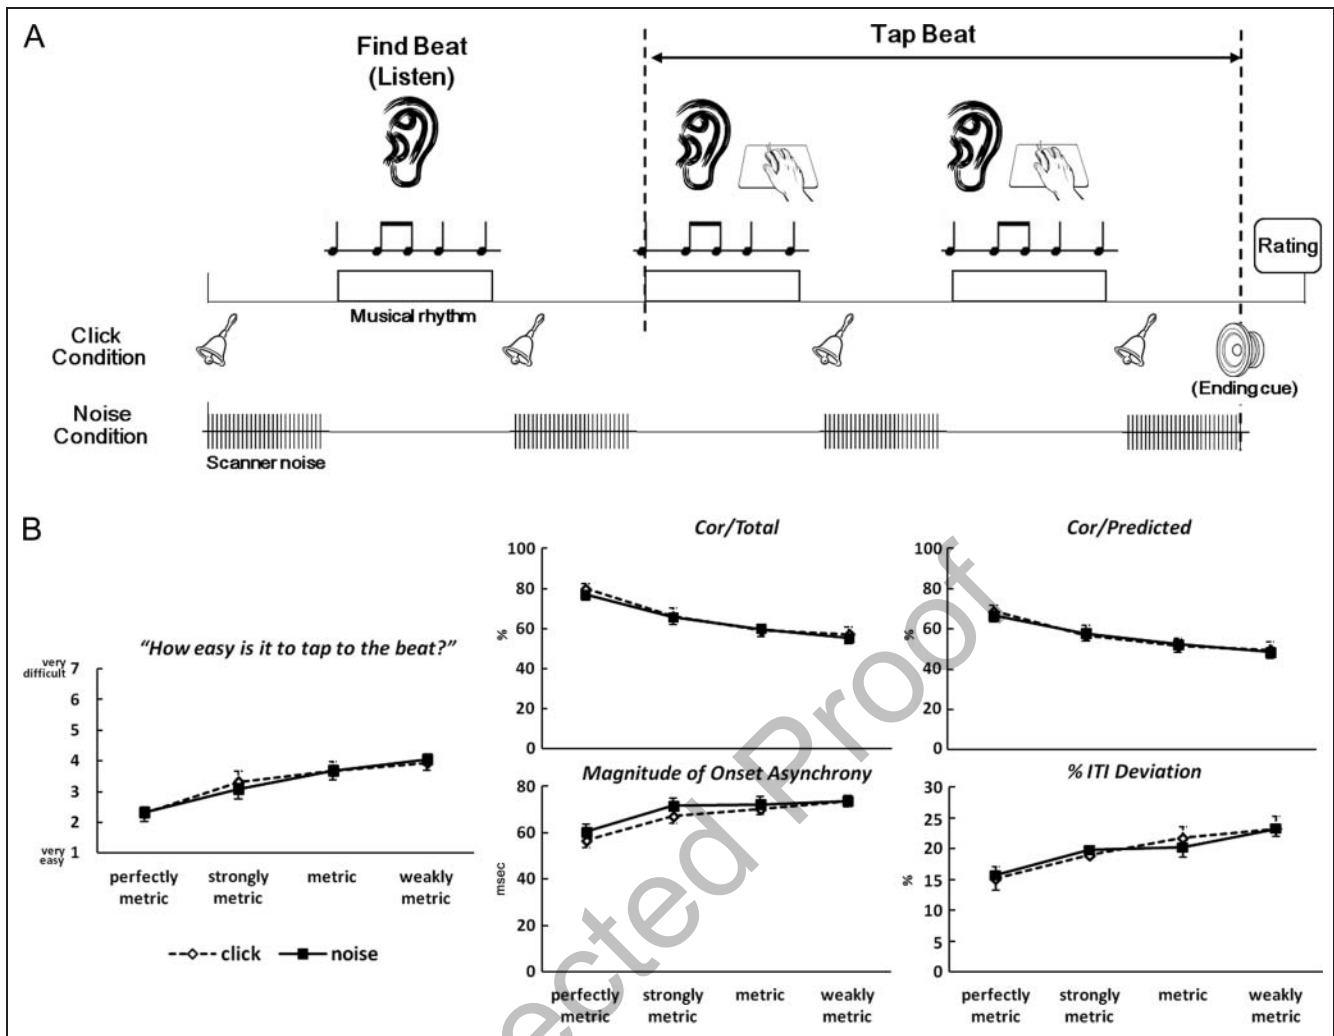 A
Find Beat
(Listen)
Tap Beat
Rating
Musical rhythm
Click
Condition
(Ending cue)
Noise
Condition
Scanner noise
B
"How easy is it to tap to the beat?"
very
difficult
7
6
5
4
3
2
very
easy
1
perfectly
metric
strongly
metric
metric
weakly
metric
click
noise
Cor/Total
100
80
60
40
20
0
%
Cor/Predicted
100
80
60
40
20
0
%
Magnitude of Onset Asynchrony
80
60
40
20
0
msec
perfectly
metric
strongly
metric
metric
weakly
metric
% ITI Deviation
30
25
20
15
10
5
0
%
perfectly
metric
strongly
metric
metric
weakly
metric
ected Proof